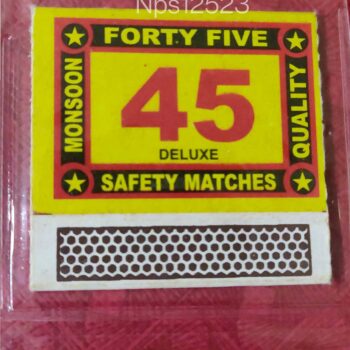 Nps12523
FORTY FIVE
MONSOON
45
QUALITY
DELUXE
SAFETY MATCHES